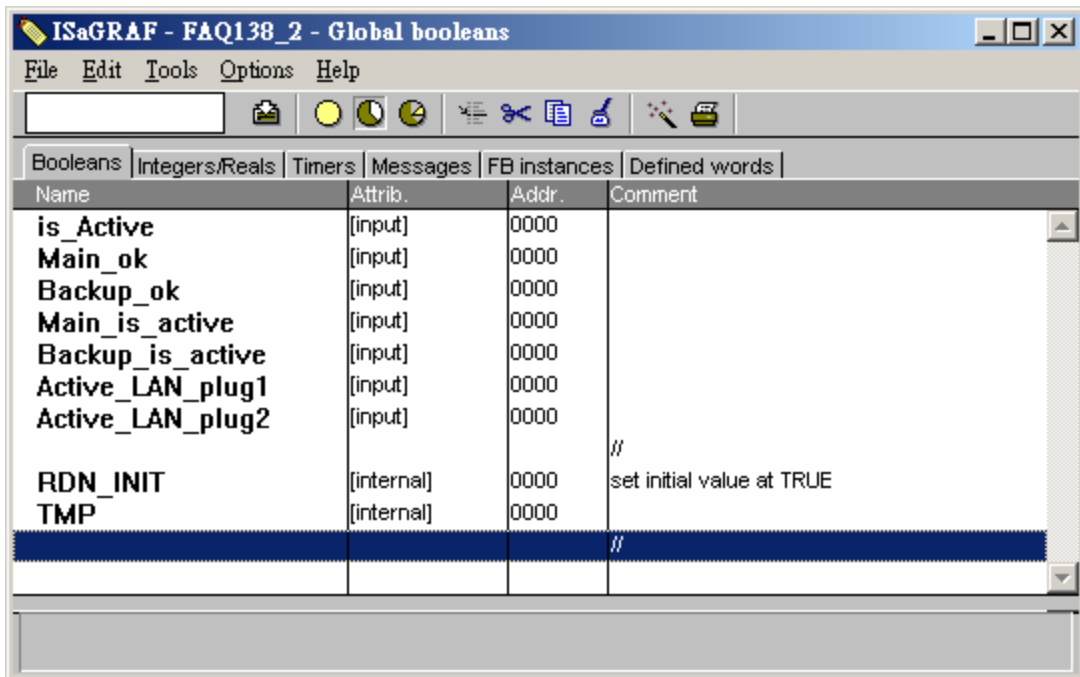 ISaGRAF - FAQ138_2 - Global booleans
File Edit Tools Options Help
Booleans Integers/Reals Timers Messages FB instances Defined words
Name Attrib. Addr. Comment
is_Active [input] 0000
Main_ok [input] 0000
Backup_ok [input] 0000
Main_is_active [input] 0000
Backup_is_active [input] 0000
Active_LAN_plug1 [input] 0000
Active_LAN_plug2 [input] 0000
//
RDN_INIT [internal] 0000 set initial value at TRUE
TMP [internal] 0000
//